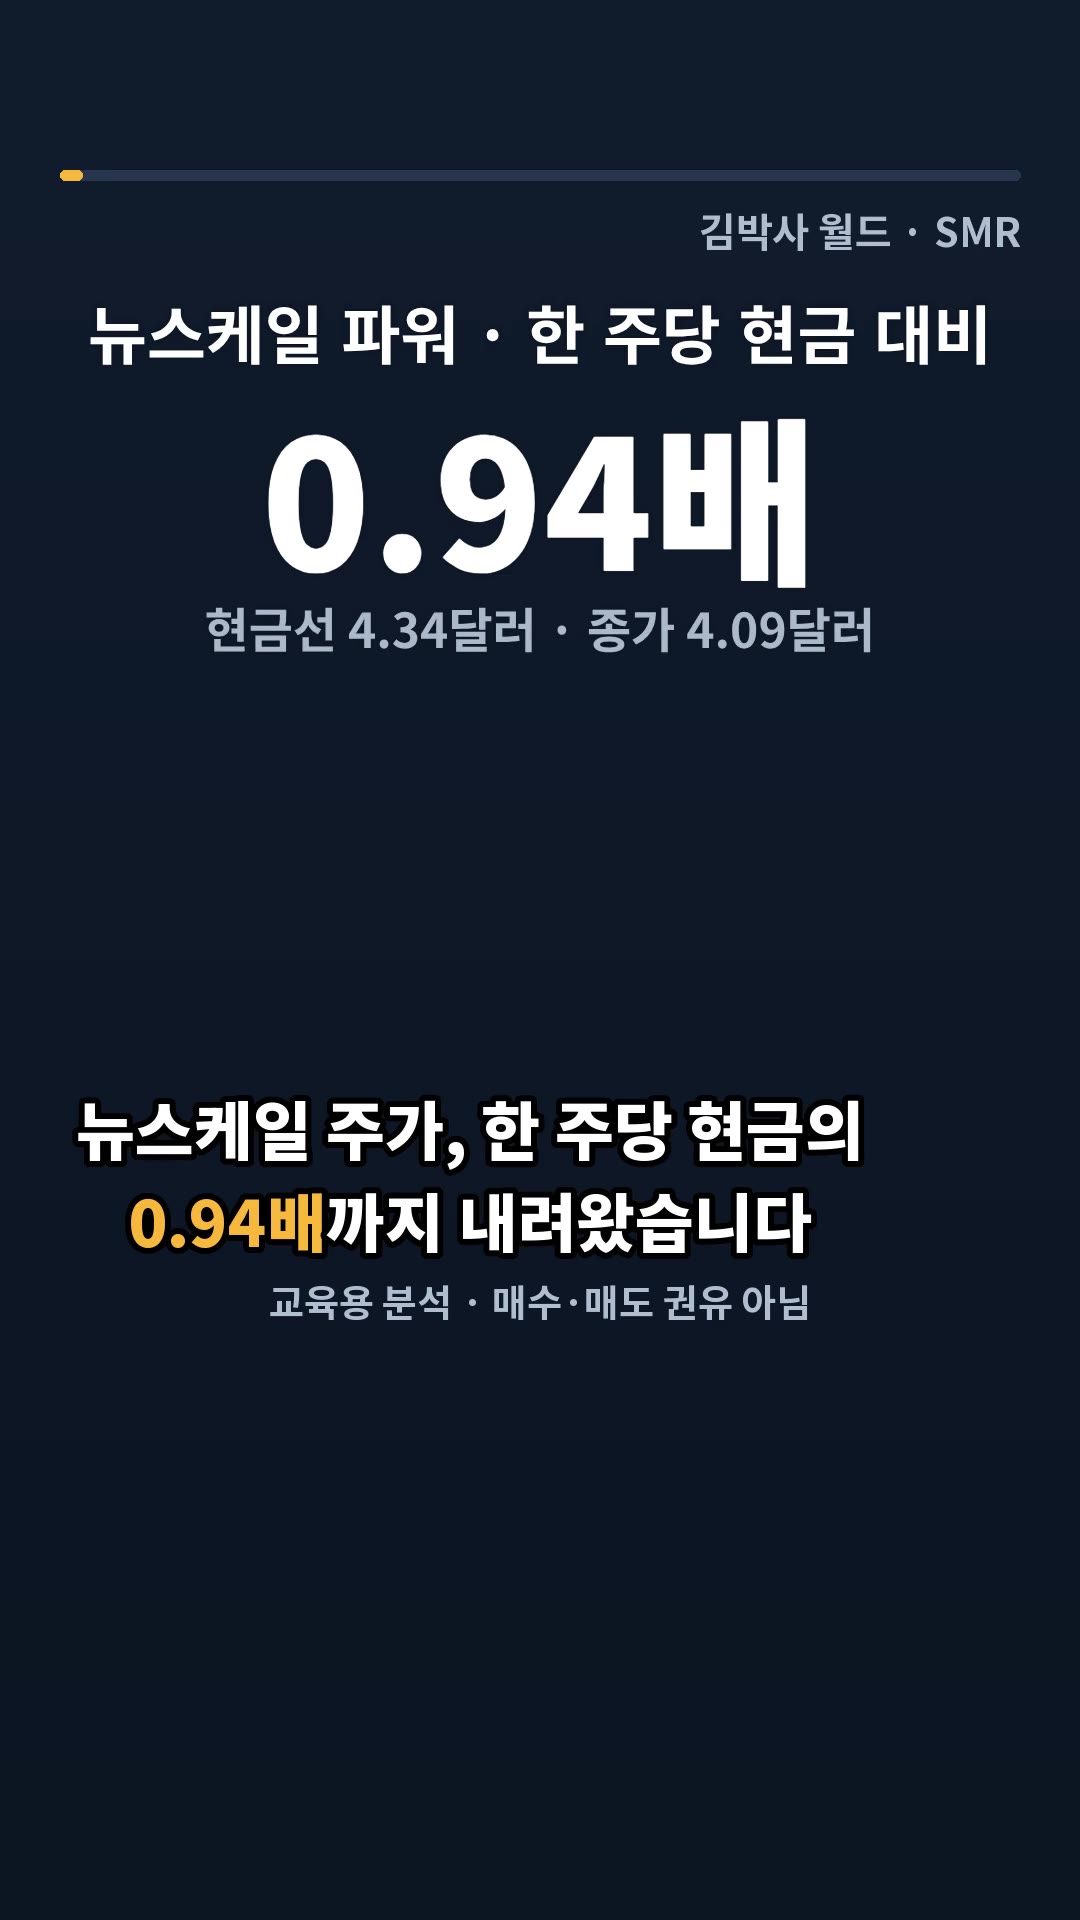 김박사 월드 · SMR
뉴스케일 파워 · 한 주당 현금 대비
0.94배
현금선 4.34달러 · 종가 4.09달러
뉴스케일 주가, 한 주당 현금의
0.94배까지 내려왔습니다
교육용 분석 · 매수·매도 권유 아님